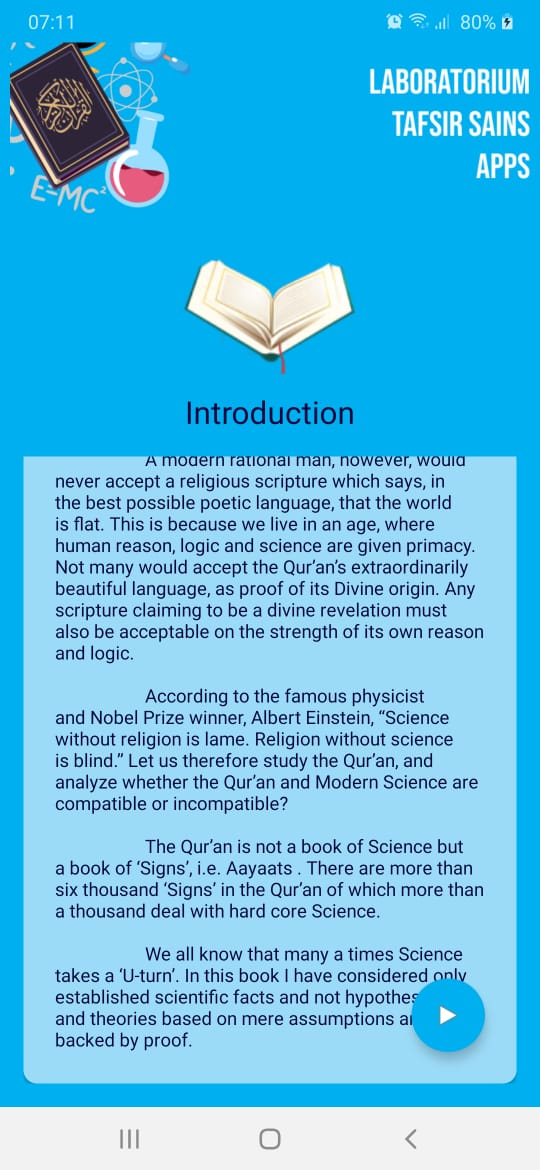 07:11
80%
LABORATORIUM
TAFSIR SAINS
APPS
E=MC²
Introduction
A modern rational man, however, would
never accept a religious scripture which says, in
the best possible poetic language, that the world
is flat. This is because we live in an age, where
human reason, logic and science are given primacy.
Not many would accept the Qur’an’s extraordinarily
beautiful language, as proof of its Divine origin. Any
scripture claiming to be a divine revelation must
also be acceptable on the strength of its own reason
and logic.
According to the famous physicist
and Nobel Prize winner, Albert Einstein, “Science
without religion is lame. Religion without science
is blind.” Let us therefore study the Qur’an, and
analyze whether the Qur’an and Modern Science are
compatible or incompatible?
The Qur’an is not a book of Science but
a book of ‘Signs’, i.e. Aayaats . There are more than
six thousand ‘Signs’ in the Qur’an of which more than
a thousand deal with hard core Science.
We all know that many a times Science
takes a ‘U-turn’. In this book I have considered only
established scientific facts and not
and theories based on mere assumptions
backed by proof.